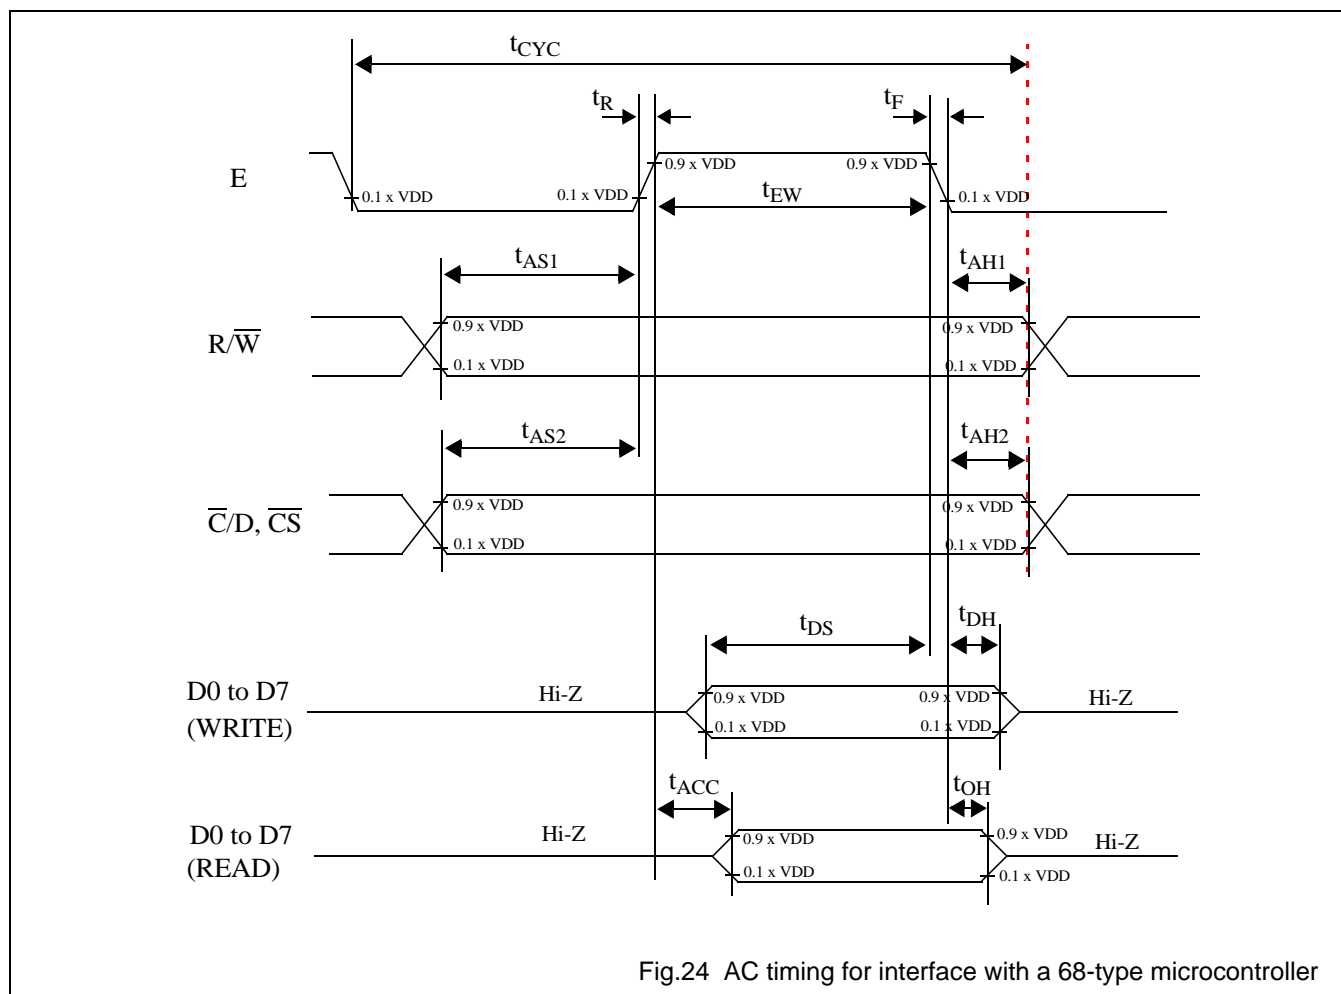 tCYC
tR
tF
E
0.9 x VDD
0.9 x VDD
0.1 x VDD
0.1 x VDD
tEW
0.1 x VDD
tAS1
tAH1
R/W̅
0.9 x VDD
0.9 x VDD
0.1 x VDD
0.1 x VDD
tAS2
tAH2
C̅/D, C̅S̅
0.9 x VDD
0.9 x VDD
0.1 x VDD
0.1 x VDD
tDS
tDH
D0 to D7
(WRITE)
Hi-Z
0.9 x VDD
0.9 x VDD
Hi-Z
0.1 x VDD
0.1 x VDD
tACC
tOH
D0 to D7
(READ)
Hi-Z
0.9 x VDD
0.9 x VDD
Hi-Z
0.1 x VDD
0.1 x VDD
Fig.24 AC timing for interface with a 68-type microcontroller